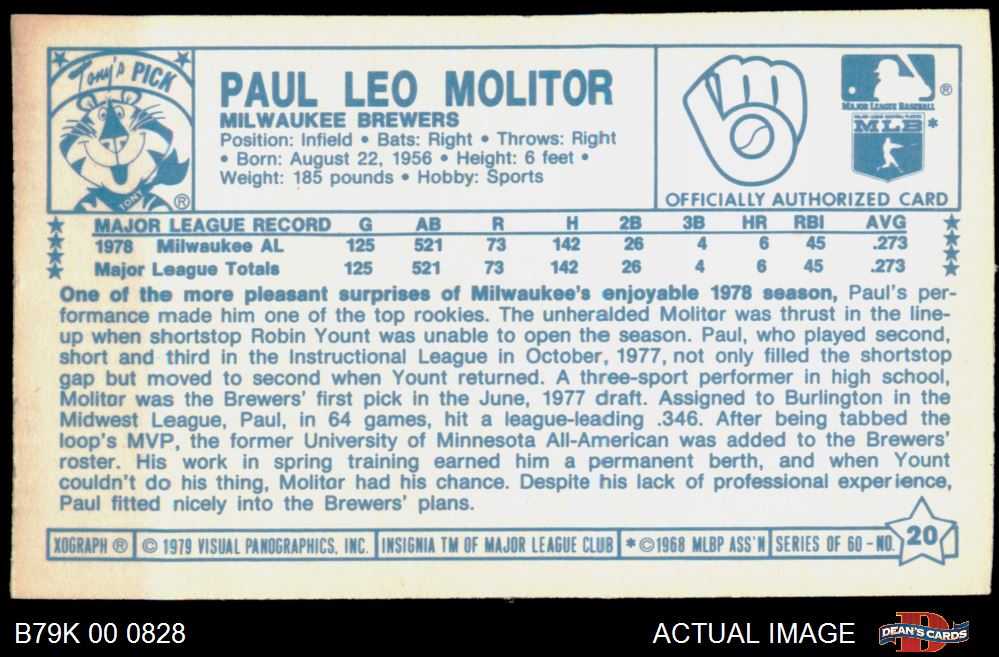 Tony's PICK
TONY ®
PAUL LEO MOLITOR
MILWAUKEE BREWERS
Position: Infield • Bats: Right • Throws: Right
• Born: August 22, 1956 • Height: 6 feet •
Weight: 185 pounds • Hobby: Sports
®
MAJOR LEAGUE BASEBALL
MAJOR LEAGUE BASEBALL PLAYERS
MLB *
OFFICIALLY AUTHORIZED CARD
MAJOR LEAGUE RECORD G AB R H 2B 3B HR RBI AVG
1978 Milwaukee AL 125 521 73 142 26 4 6 45 .273
Major League Totals 125 521 73 142 26 4 6 45 .273
One of the more pleasant surprises of Milwaukee's enjoyable 1978 season, Paul's per-
formance made him one of the top rookies. The unheralded Molitor was thrust in the line-
up when shortstop Robin Yount was unable to open the season. Paul, who played second,
short and third in the Instructional League in October, 1977, not only filled the shortstop
gap but moved to second when Yount returned. A three-sport performer in high school,
Molitor was the Brewers' first pick in the June, 1977 draft. Assigned to Burlington in the
Midwest League, Paul, in 64 games, hit a league-leading .346. After being tabbed the
loop's MVP, the former University of Minnesota All-American was added to the Brewers'
roster. His work in spring training earned him a permanent berth, and when Yount
couldn't do his thing, Molitor had his chance. Despite his lack of professional experience,
Paul fitted nicely into the Brewers' plans.
XOGRAPH ® © 1979 VISUAL PANOGRAPHICS, INC. INSIGNIA TM OF MAJOR LEAGUE CLUB * ©1968 MLBP ASS'N SERIES OF 60 - NO. 20
B79K 00 0828
ACTUAL IMAGE
DEAN'S CARDS